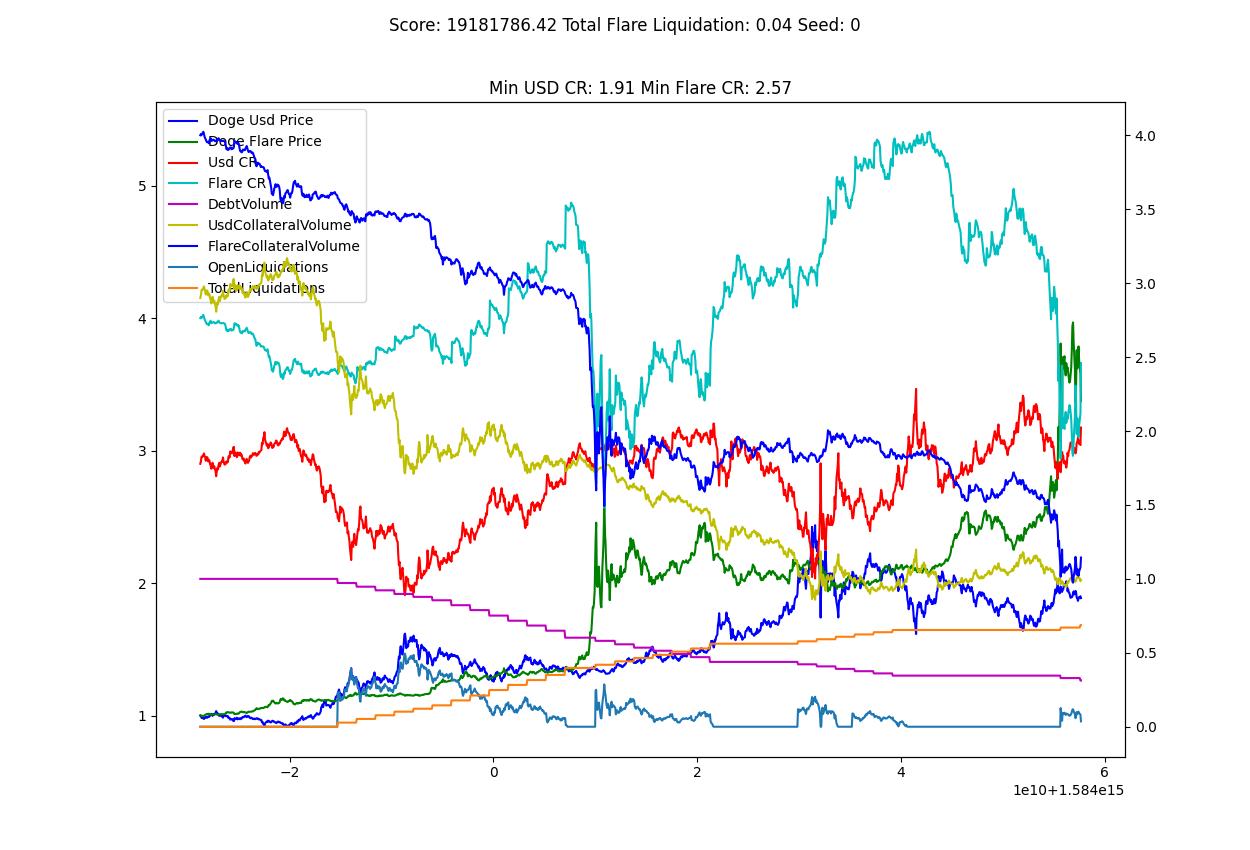 Score: 19181786.42 Total Flare Liquidation: 0.04 Seed: 0
Min USD CR: 1.91 Min Flare CR: 2.57
Doge Usd Price
Doge Flare Price
Usd CR
Flare CR
DebtVolume
UsdCollateralVolume
FlareCollateralVolume
OpenLiquidations
TotalLiquidations
5
4
3
2
1
4.0
3.5
3.0
2.5
2.0
1.5
1.0
0.5
0.0
−2
0
2
4
6
1e10+1.584e15